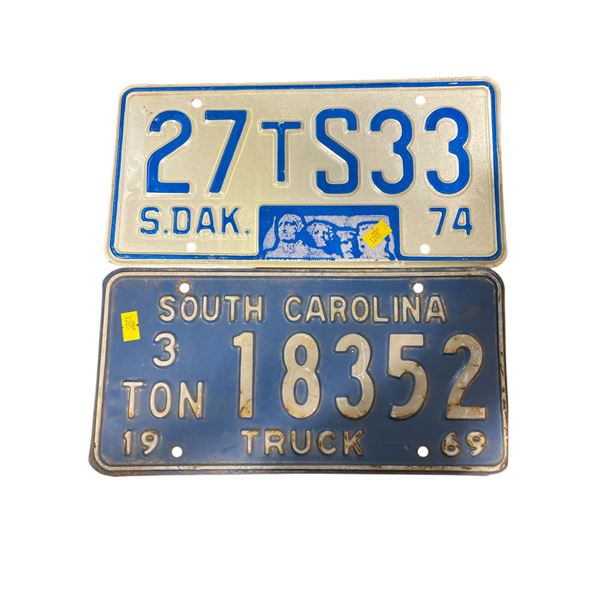 27TS33
S.DAK. 74
SOUTH CAROLINA
3
TON 18352
19 TRUCK 69